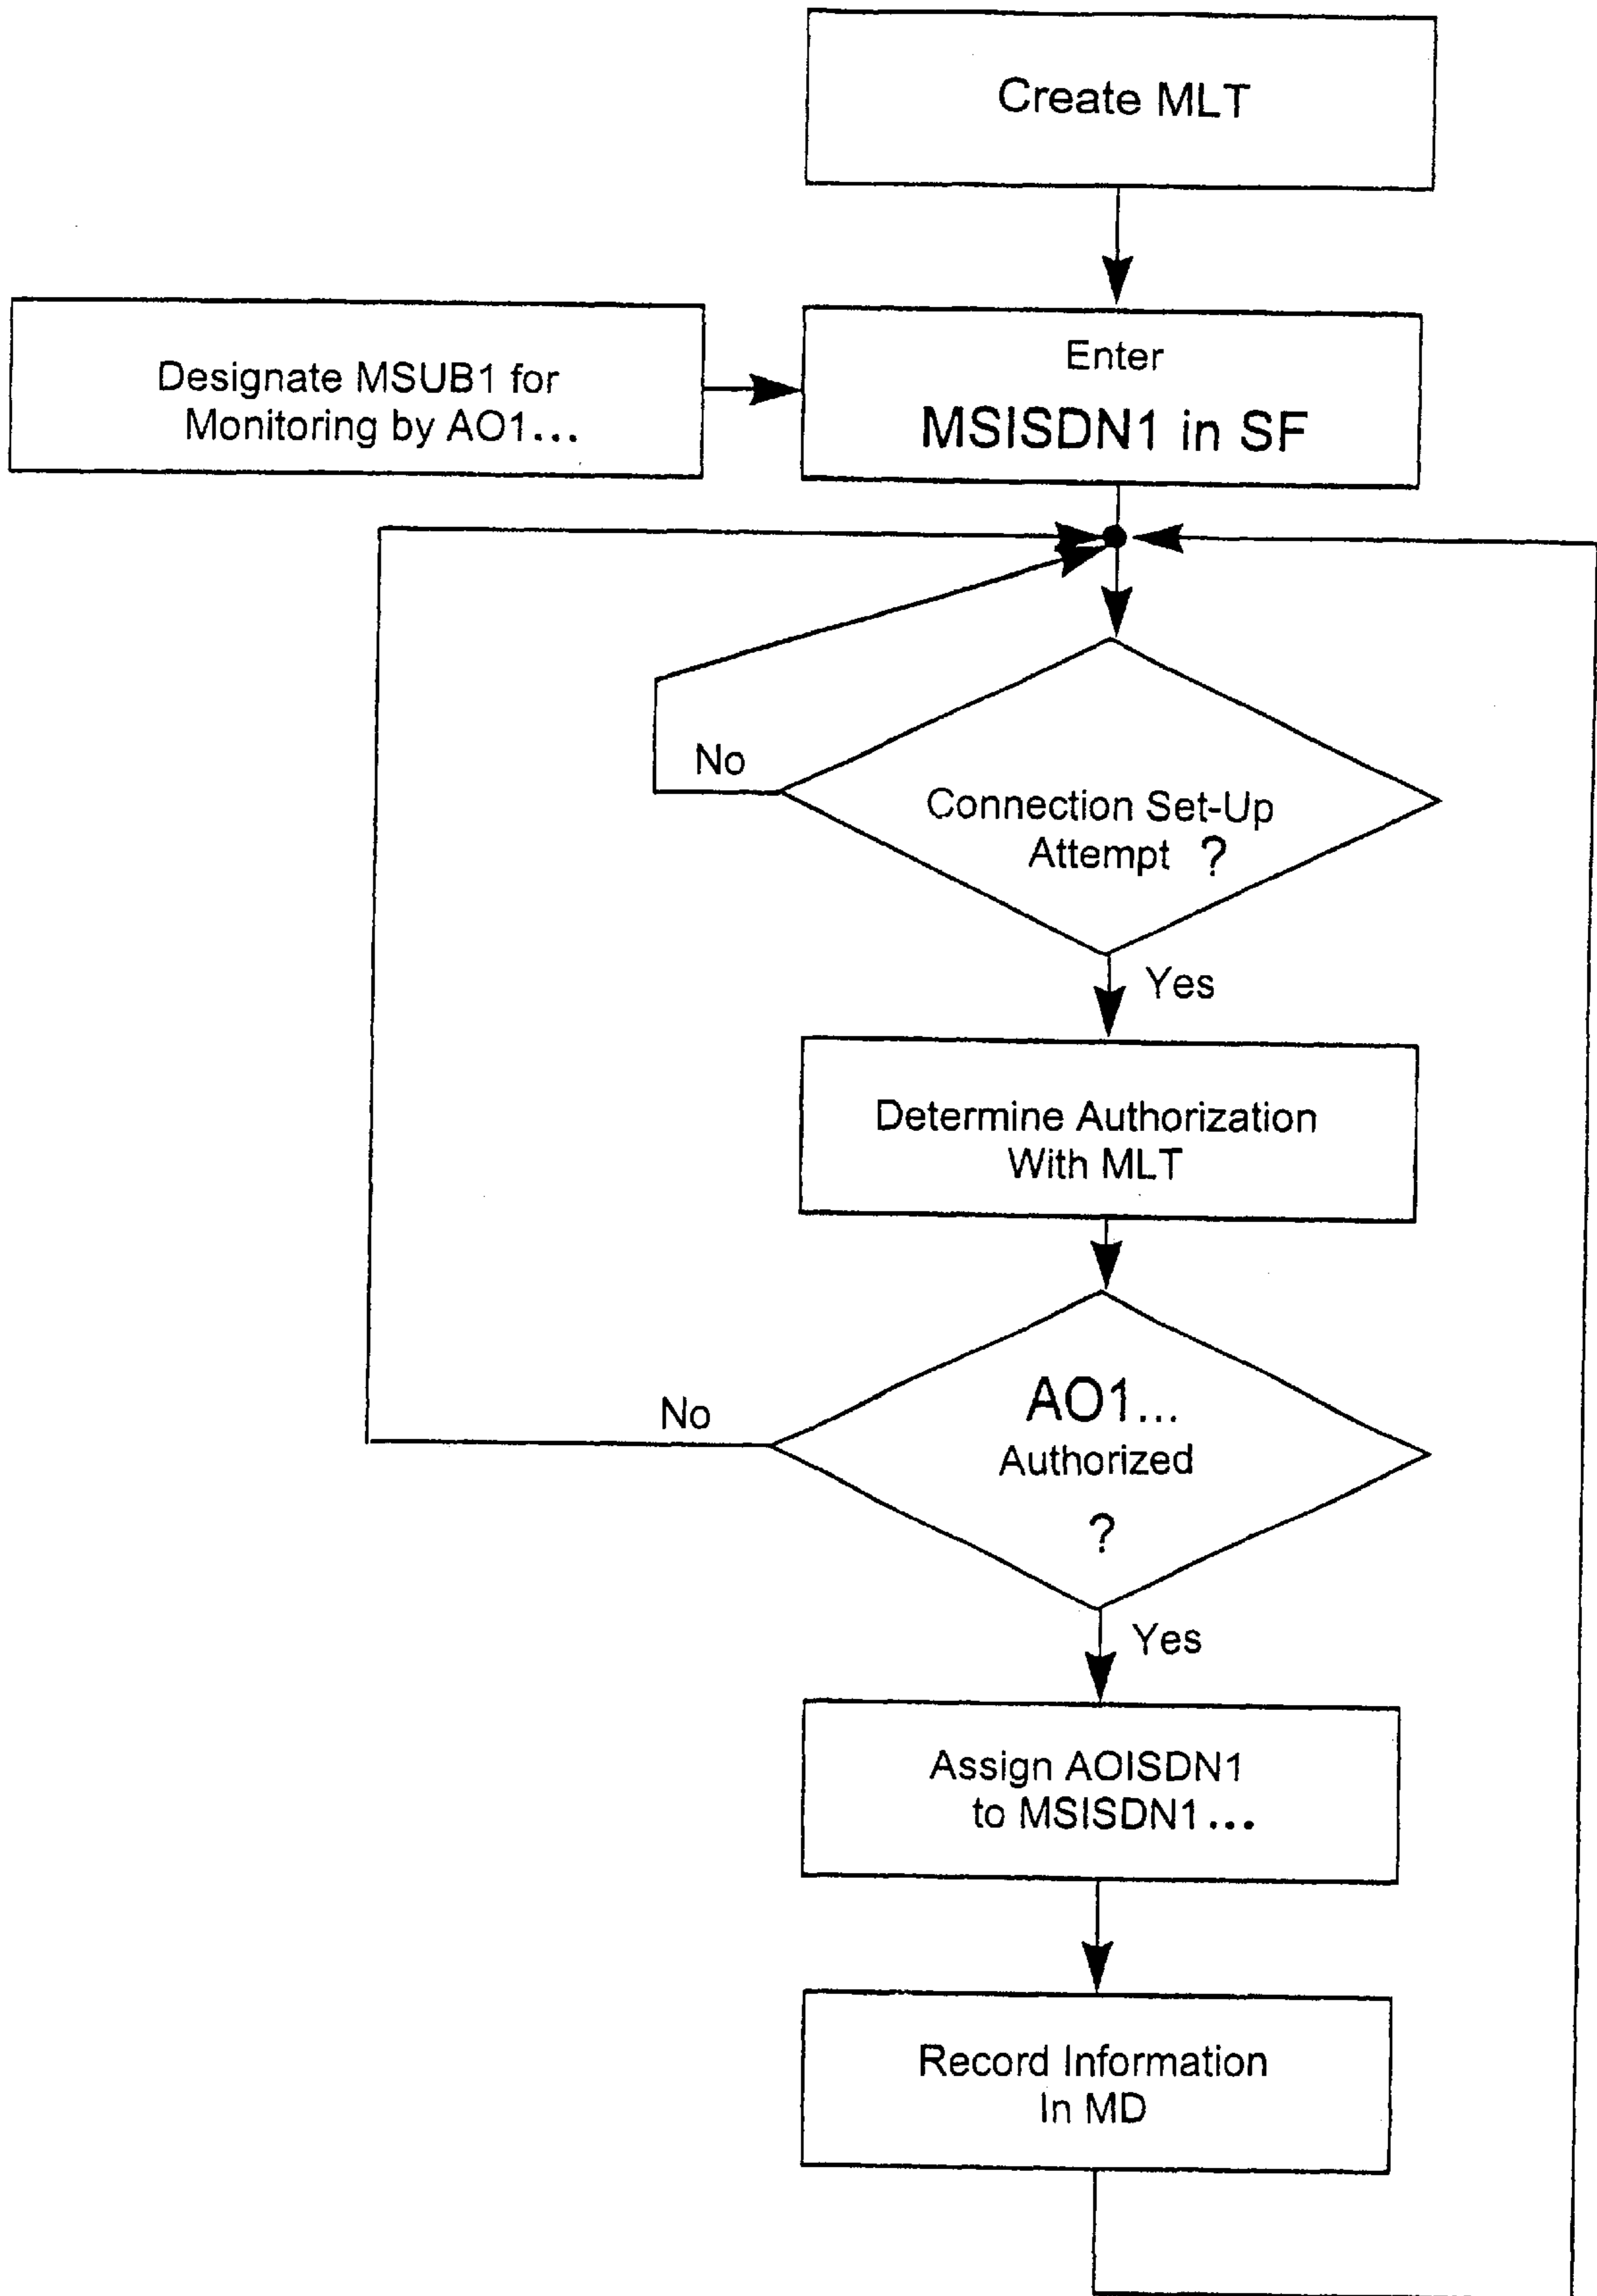 Create MLT
Designate MSUB1 for
Monitoring by AO1...
Enter
MSISDN1 in SF
No
Connection Set-Up
Attempt ?
Yes
Determine Authorization
With MLT
No
AO1...
Authorized
?
Yes
Assign AOISDN1
to MSISDN1...
Record Information
In MD